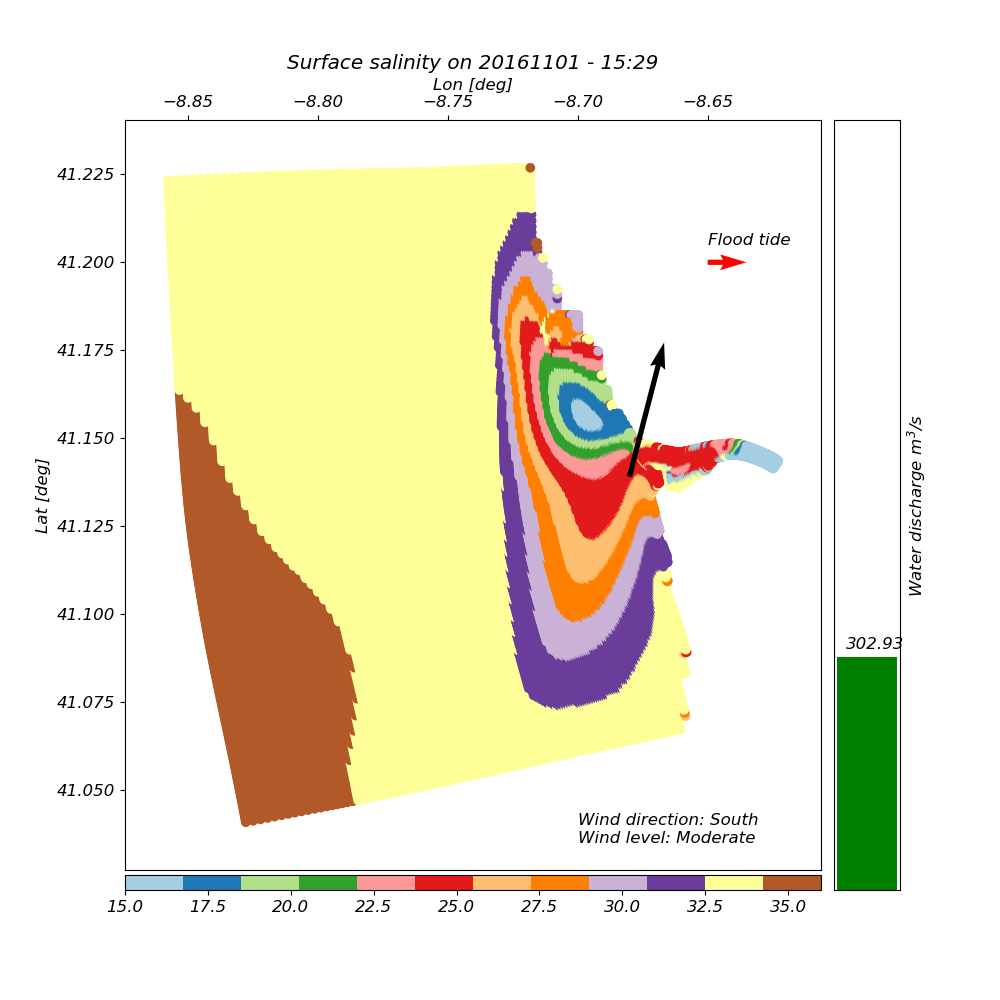 Surface salinity on 20161101 - 15:29
Lon [deg]
−8.85 −8.80 −8.75 −8.70 −8.65
41.225
41.200
41.175
41.150
41.125
41.100
41.075
41.050
Lat [deg]
Flood tide
Wind direction: South
Wind level: Moderate
15.0 17.5 20.0 22.5 25.0 27.5 30.0 32.5 35.0
302.93
Water discharge m³/s